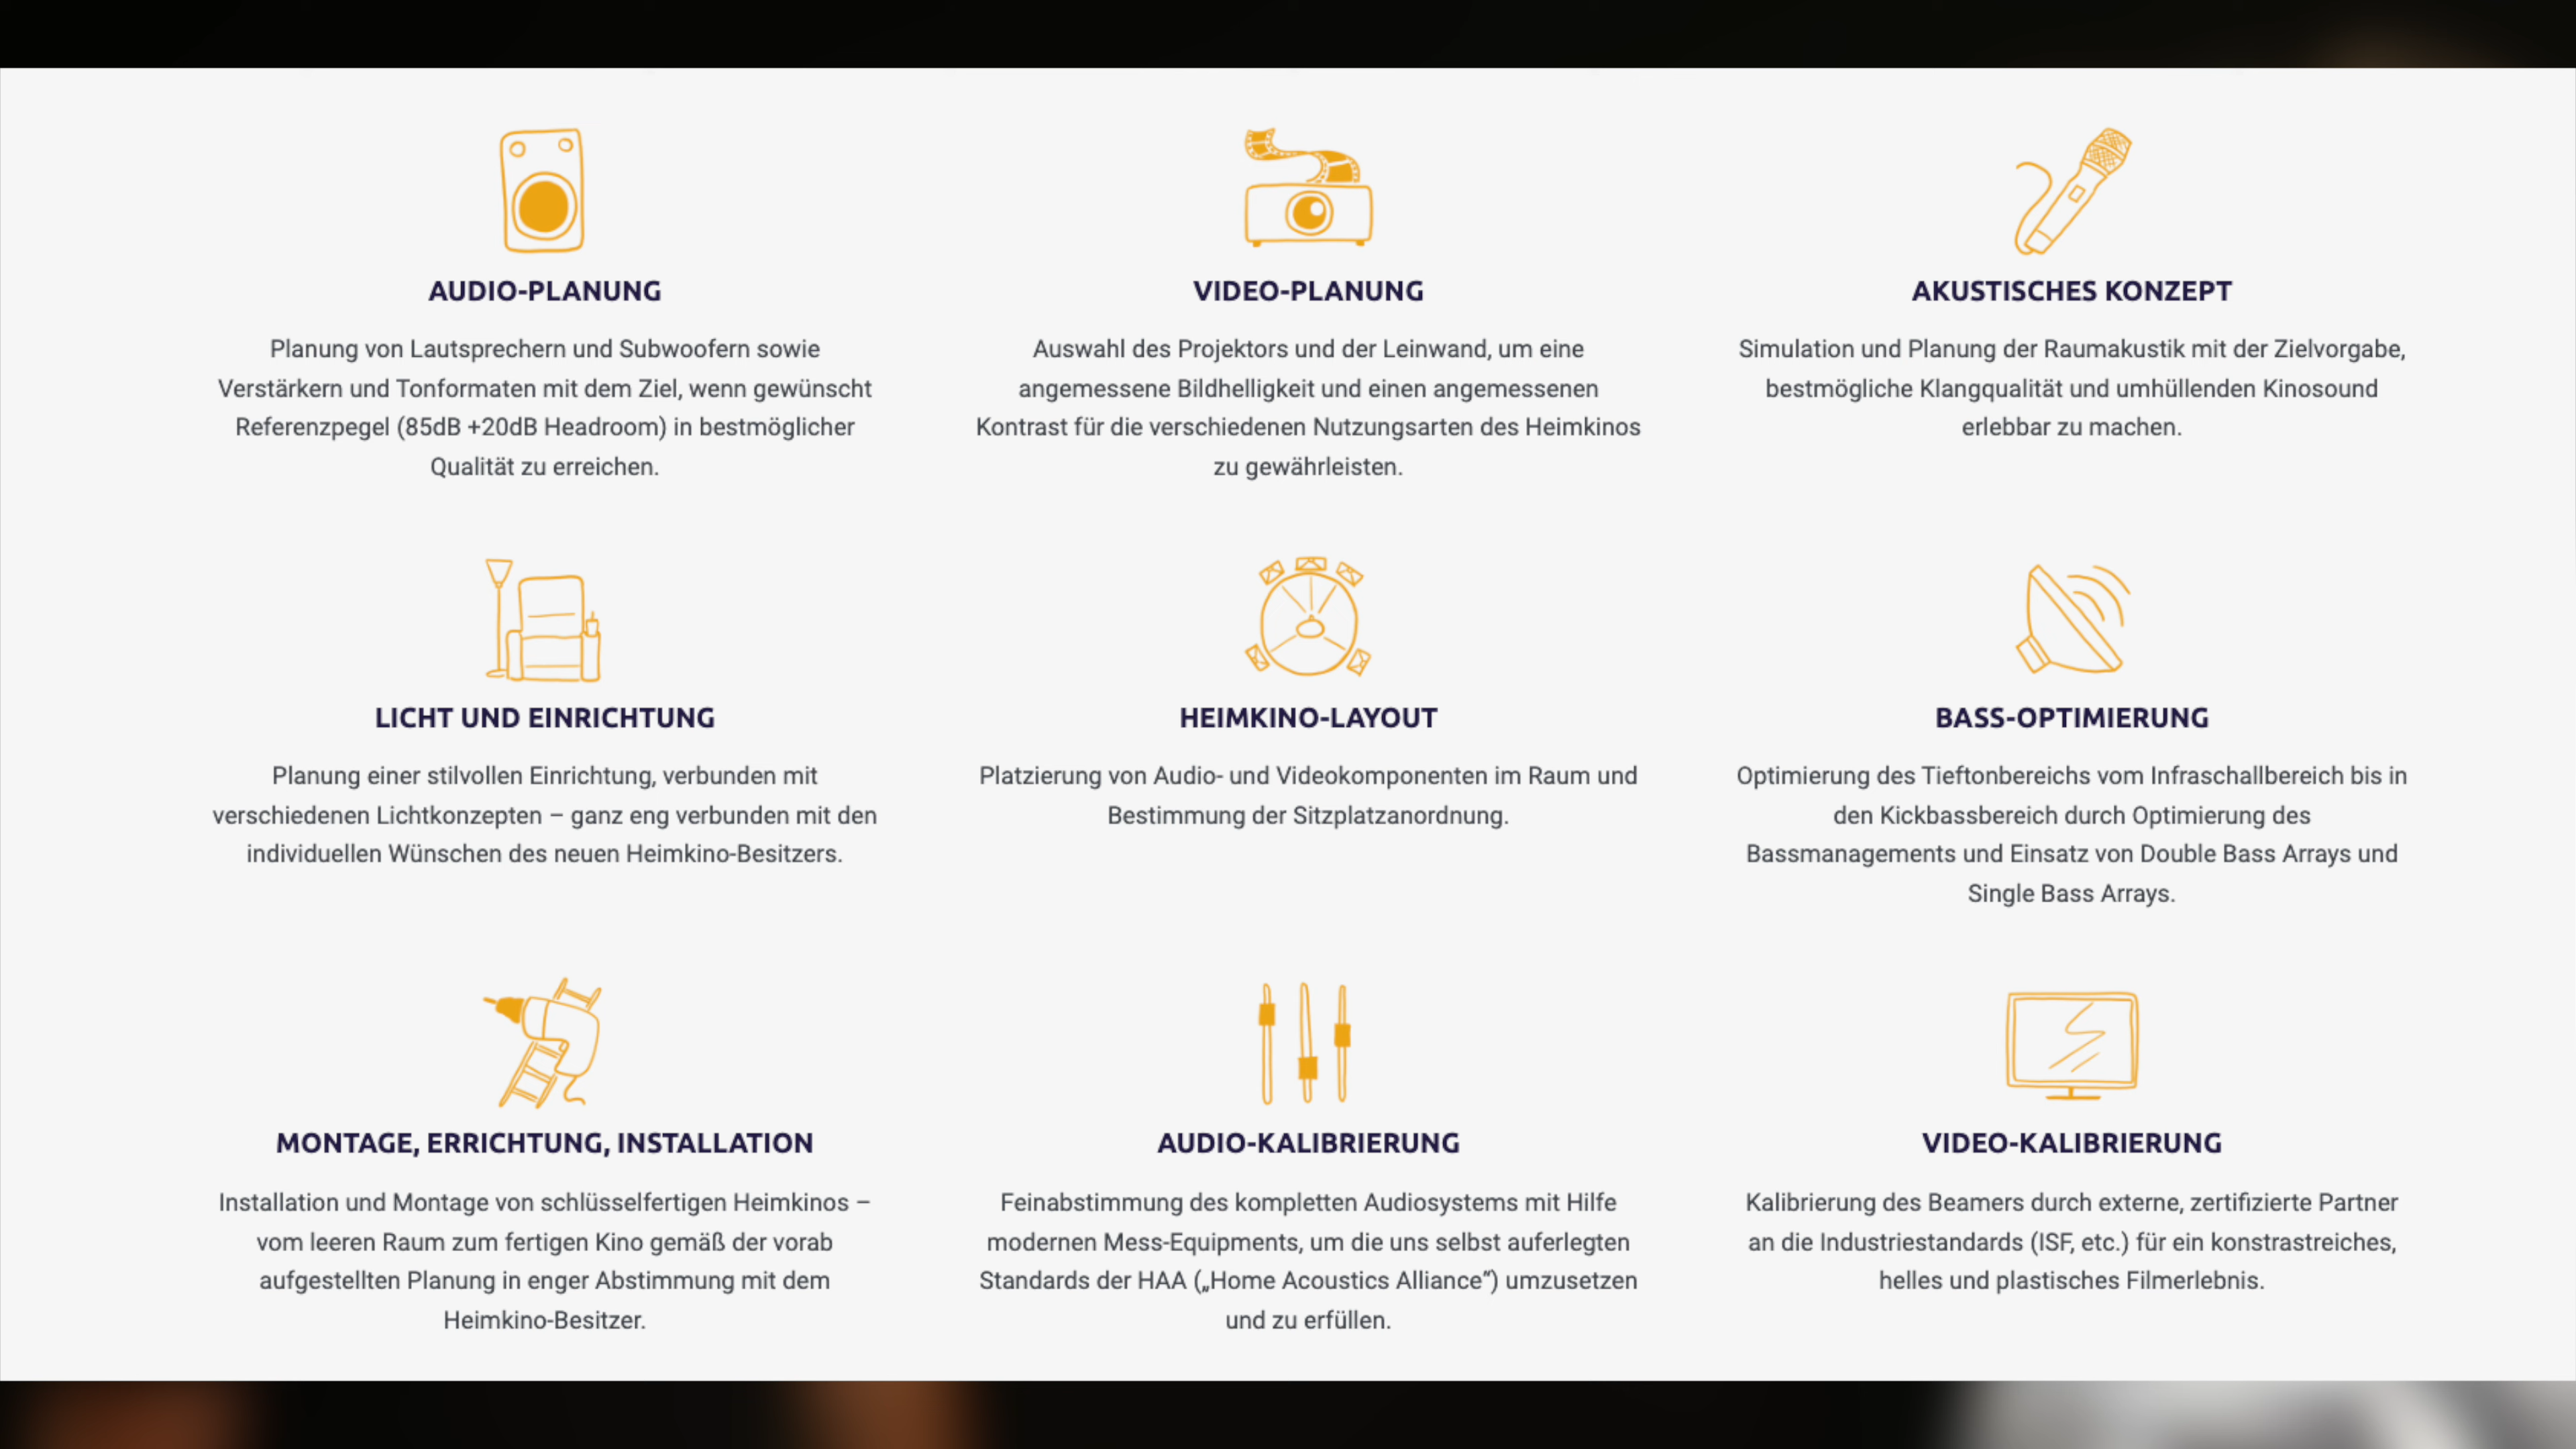 AUDIO-PLANUNG
Planung von Lautsprechern und Subwoofern sowie
Verstärkern und Tonformaten mit dem Ziel, wenn gewünscht
Referenzpegel (85dB +20dB Headroom) in bestmöglicher
Qualität zu erreichen.
VIDEO-PLANUNG
Auswahl des Projektors und der Leinwand, um eine
angemessene Bildhelligkeit und einen angemessenen
Kontrast für die verschiedenen Nutzungsarten des Heimkinos
zu gewährleisten.
AKUSTISCHES KONZEPT
Simulation und Planung der Raumakustik mit der Zielvorgabe,
bestmögliche Klangqualität und umhüllenden Kinosound
erlebbar zu machen.
LICHT UND EINRICHTUNG
Planung einer stilvollen Einrichtung, verbunden mit
verschiedenen Lichtkonzepten – ganz eng verbunden mit den
individuellen Wünschen des neuen Heimkino-Besitzers.
HEIMKINO-LAYOUT
Platzierung von Audio- und Videokomponenten im Raum und
Bestimmung der Sitzplatzanordnung.
BASS-OPTIMIERUNG
Optimierung des Tieftonbereichs vom Infraschallbereich bis in
den Kickbassbereich durch Optimierung des
Bassmanagements und Einsatz von Double Bass Arrays und
Single Bass Arrays.
MONTAGE, ERRICHTUNG, INSTALLATION
Installation und Montage von schlüsselfertigen Heimkinos –
vom leeren Raum zum fertigen Kino gemäß der vorab
aufgestellten Planung in enger Abstimmung mit dem
Heimkino-Besitzer.
AUDIO-KALIBRIERUNG
Feinabstimmung des kompletten Audiosystems mit Hilfe
modernen Mess-Equipments, um die uns selbst auferlegten
Standards der HAA („Home Acoustics Alliance“) umzusetzen
und zu erfüllen.
VIDEO-KALIBRIERUNG
Kalibrierung des Beamers durch externe, zertifizierte Partner
an die Industriestandards (ISF, etc.) für ein konstrastreiches,
helles und plastisches Filmerlebnis.